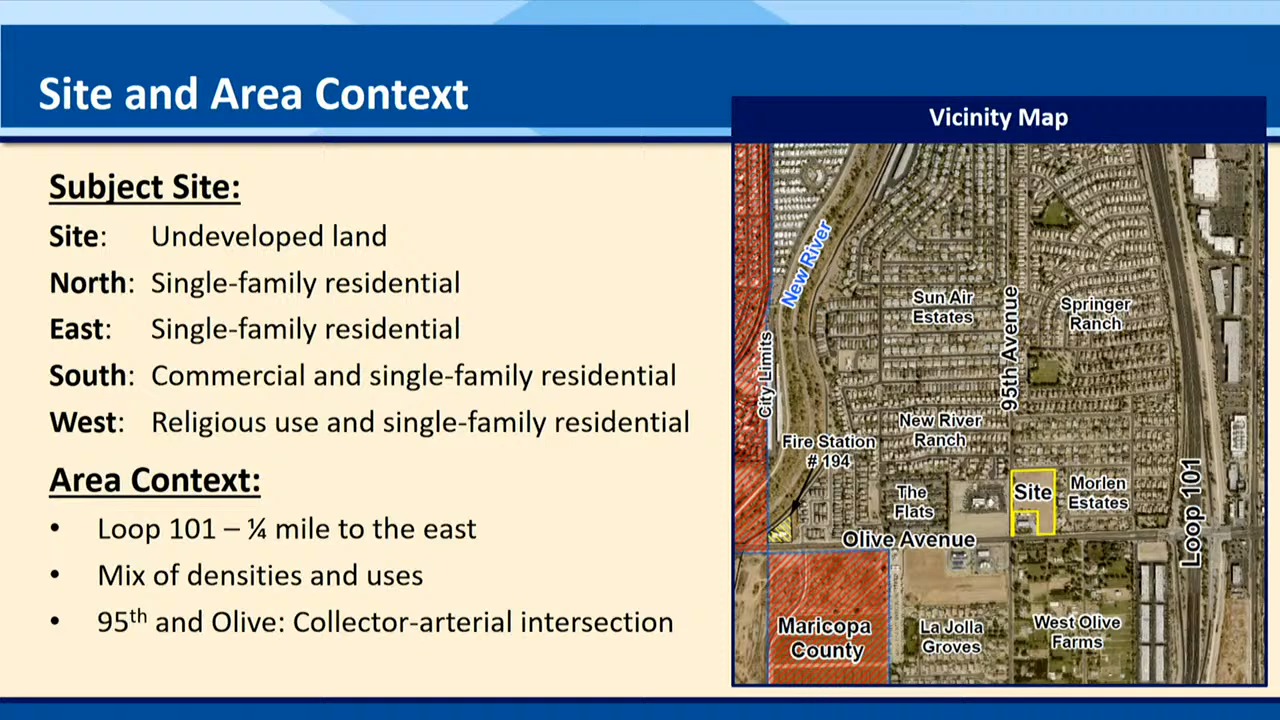 Site and Area Context
Vicinity Map
Subject Site:
Site: Undeveloped land
North: Single-family residential
East: Single-family residential
South: Commercial and single-family residential
West: Religious use and single-family residential
Area Context:
• Loop 101 – ¼ mile to the east
• Mix of densities and uses
• 95th and Olive: Collector-arterial intersection
New River
City Limits
Sun Air
Estates
95th Avenue
Springer
Ranch
New River
Ranch
Fire Station
# 194
The
Flats
Site
Morlen
Estates
Loop 101
Olive Avenue
Maricopa
County
La Jolla
Groves
West Olive
Farms